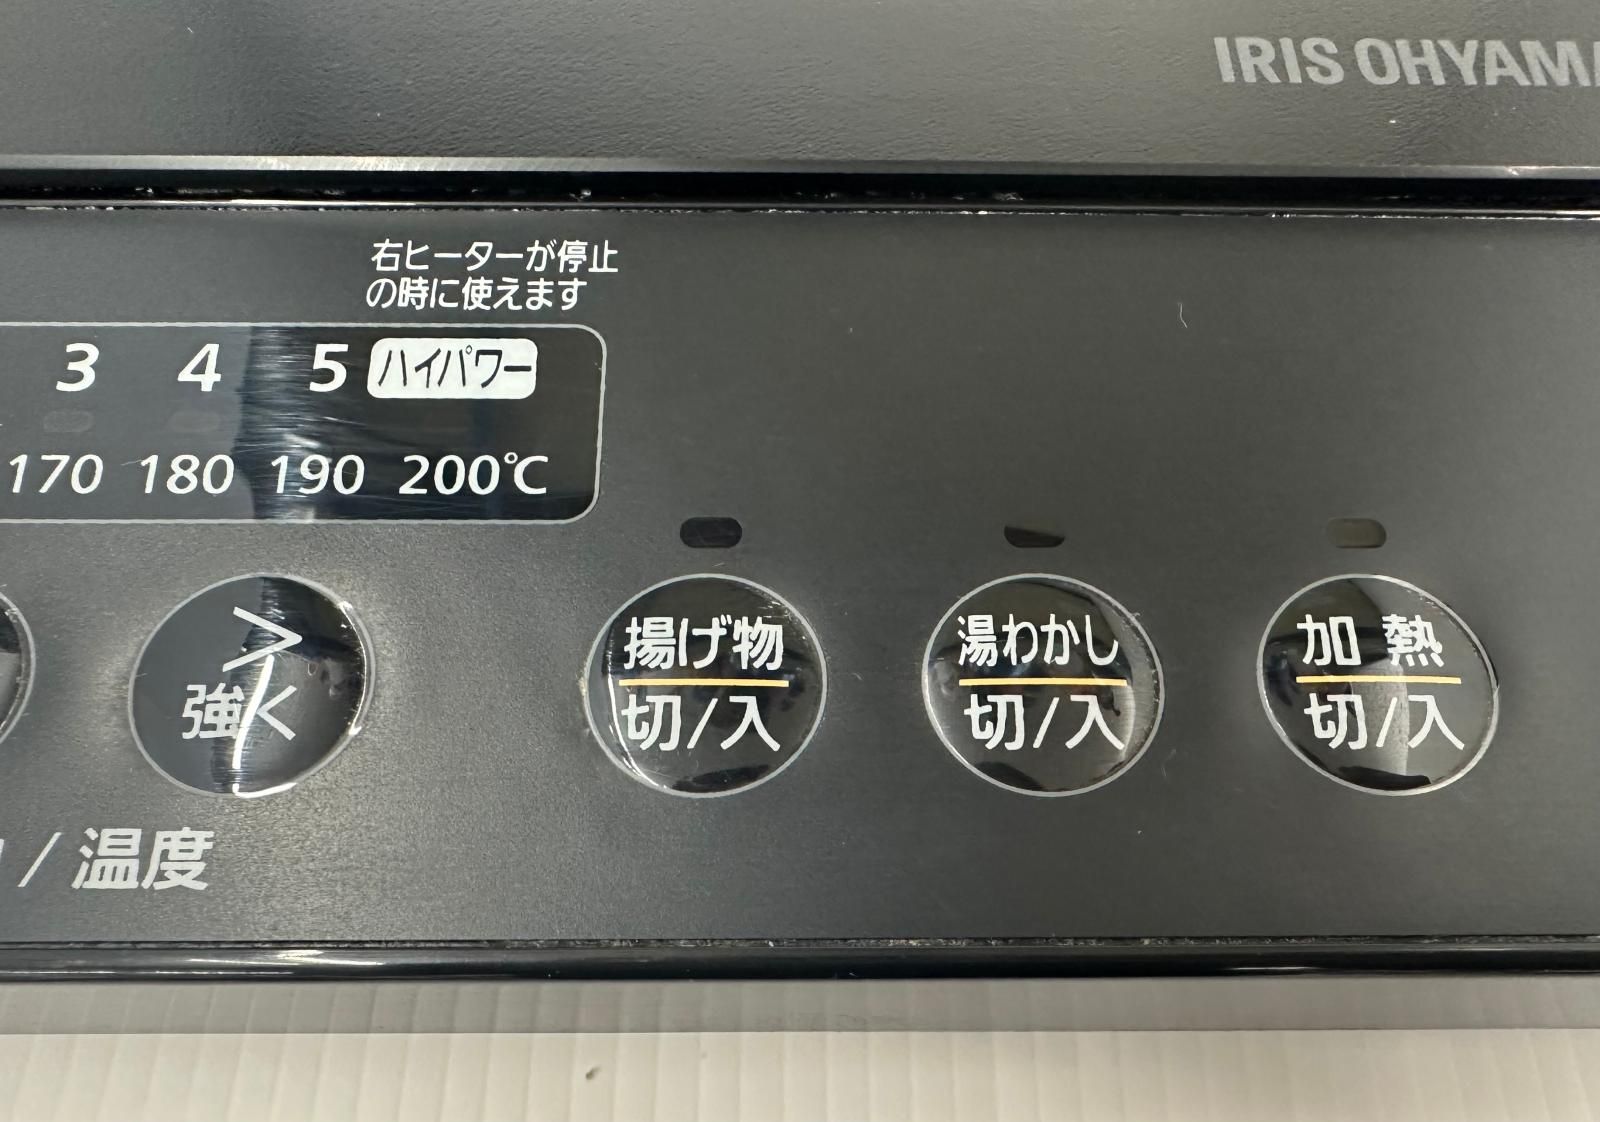 IRIS OHYAMA
右ヒーターが停止
の時に使えます
3 4 5 ハイパワー
170 180 190 200℃
強く
揚げ物
切/入
湯わかし
切/入
加熱
切/入
/ 温度